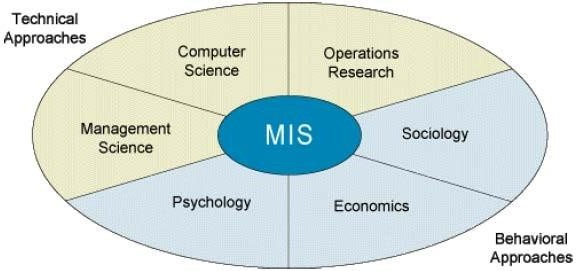 Technical
Approaches
Computer
Science
Operations
Research
Management
Science
MIS
Sociology
Psychology
Economics
Behavioral
Approaches